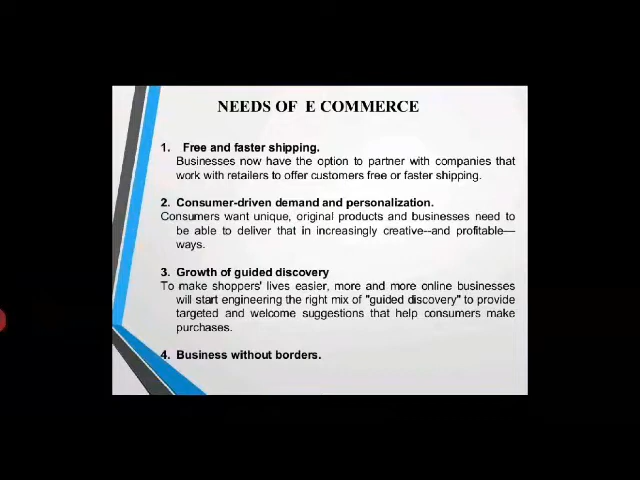 NEEDS OF E COMMERCE
1. Free and faster shipping.
Businesses now have the option to partner with companies that
work with retailers to offer customers free or faster shipping.
2. Consumer-driven demand and personalization.
Consumers want unique, original products and businesses need to
be able to deliver that in increasingly creative--and profitable—
ways.
3. Growth of guided discovery
To make shoppers' lives easier, more and more online businesses
will start engineering the right mix of "guided discovery" to provide
targeted and welcome suggestions that help consumers make
purchases.
4. Business without borders.